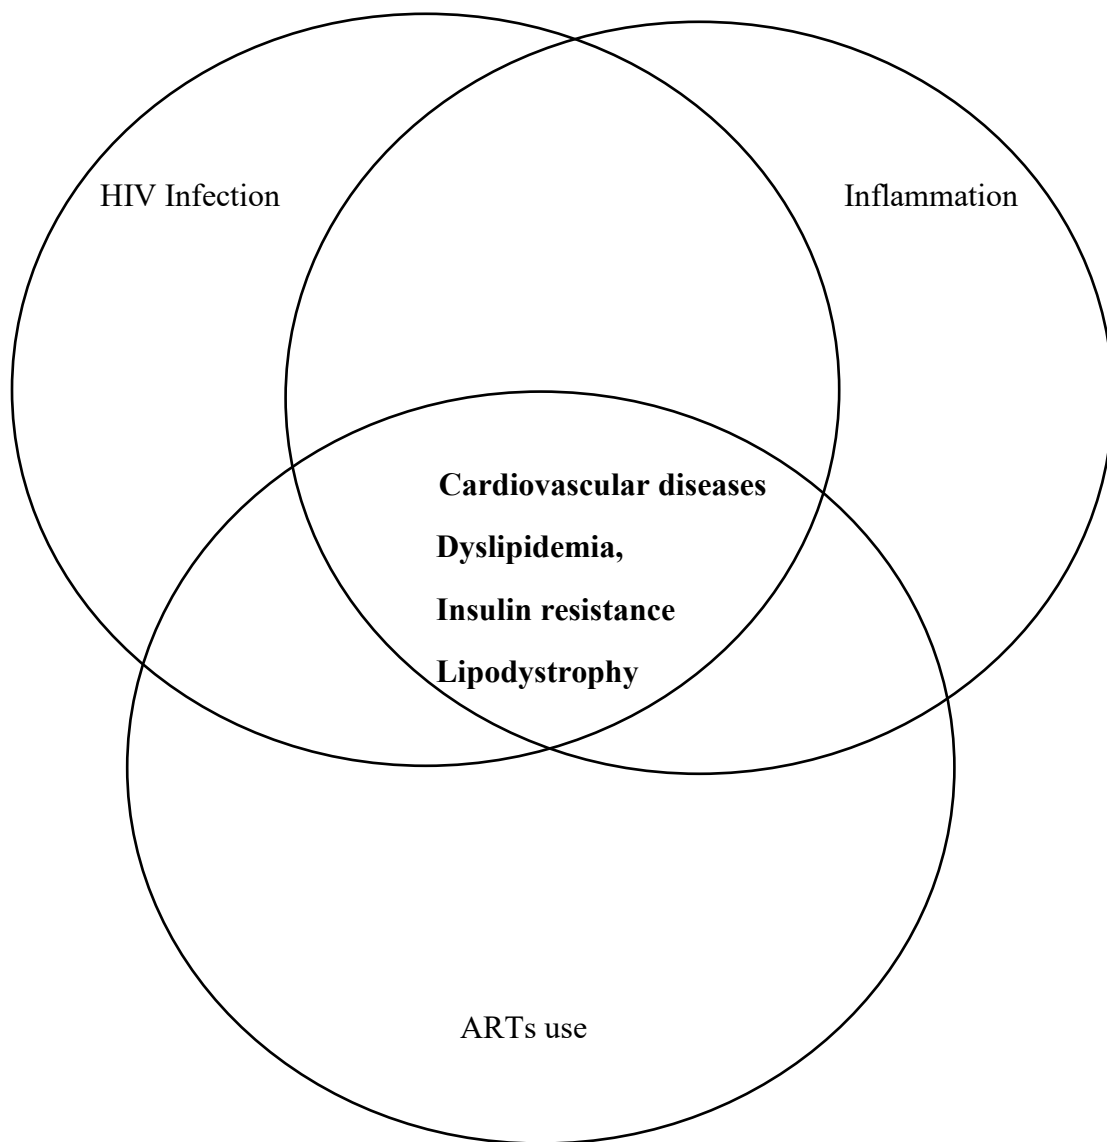 HIV Infection
Inflammation
Cardiovascular diseases
Dyslipidemia,
Insulin resistance
Lipodystrophy
ARTs use